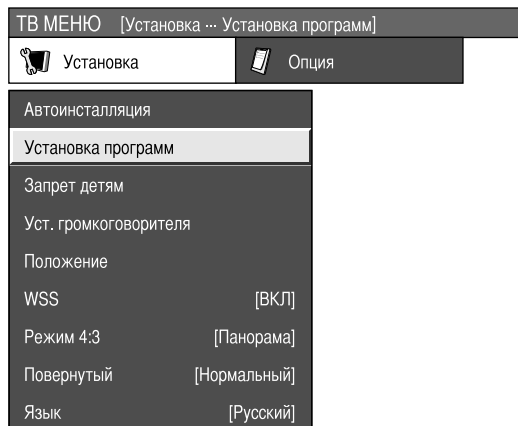 ТВ МЕНЮ [Установка ··· Установка программ]
Установка Опция
Автоинсталляция
Установка программ
Запрет детям
Уст. громкоговорителя
Положение
WSS [ВКЛ]
Режим 4:3 [Панорама]
Повернутый [Нормальный]
Язык [Русский]